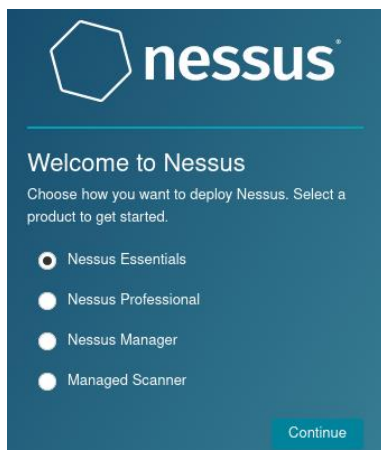 nessus®
Welcome to Nessus
Choose how you want to deploy Nessus. Select a
product to get started.
Nessus Essentials
Nessus Professional
Nessus Manager
Managed Scanner
Continue